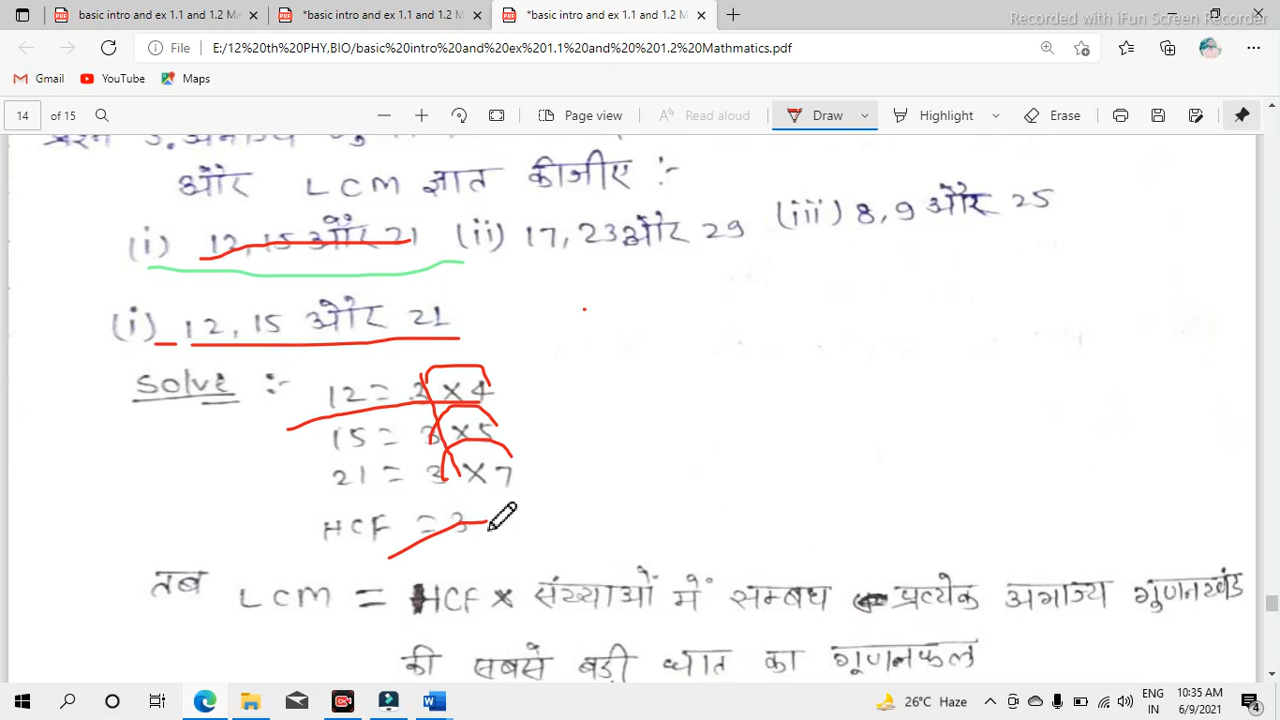 Recorded with iFun Screen Recorder
basic intro and ex 1.1 and 1.2 M
*basic intro and ex 1.1 and 1.2 M
*basic intro and ex 1.1 and 1.2 M
File
E:/12%20th%20PHY.BIO/basic%20intro%20and%20ex%201.1%20and%201.2%20Mathematics.pdf
Gmail YouTube Maps
14 of 15 Page view Read aloud Draw Highlight Erase
और LCM ज्ञात कीजीए :-
(i) 12, 15 और 21 (ii) 17, 23 और 29 (iii) 8, 9 और 25
(i) 12, 15 और 21
Solve :- 12 = 3 × 4
15 = 3 × 5
21 = 3 × 7
HCF = 3
तब LCM = HCF × संख्याओं में सम्बध प्रत्येक अभाज्य गुणनखंड
की सबसे बड़ी घात का गुणनफल
26°C Haze
ENG 10:35 AM
IN 6/9/2021
4